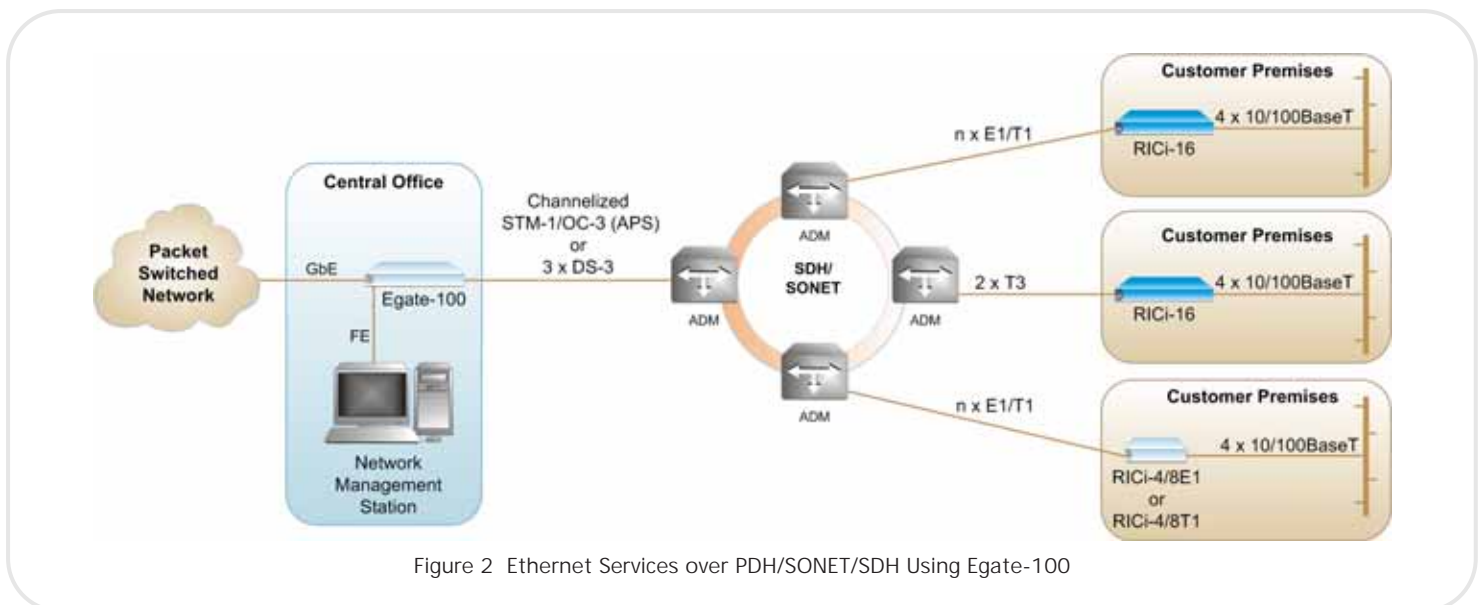 Packet
Switched
Network
GbE
Central Office
Egate-100
FE
Network
Management
Station
Channelized
STM-1/OC-3 (APS)
or
3 x DS-3
ADM
ADM
SDH/
SONET
ADM
ADM
n x E1/T1
2 x T3
n x E1/T1
Customer Premises
4 x 10/100BaseT
RICi-16
Customer Premises
4 x 10/100BaseT
RICi-16
Customer Premises
4 x 10/100BaseT
RICi-4/8E1
or
RICi-4/8T1
Figure 2 Ethernet Services over PDH/SONET/SDH Using Egate-100